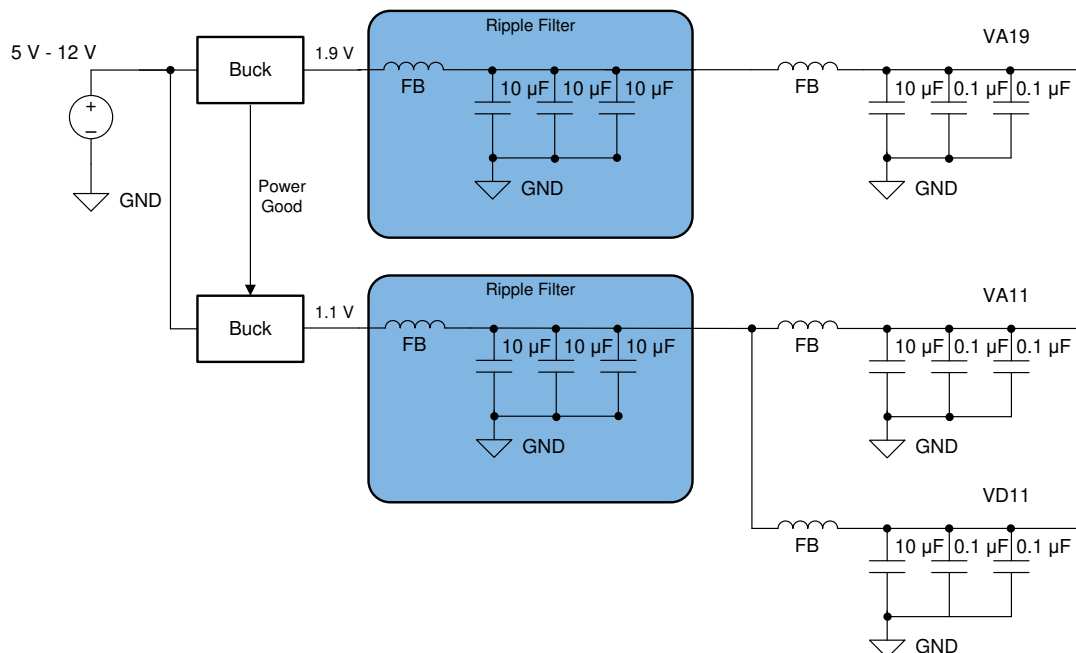 Ripple Filter
5 V - 12 V
Buck
1.9 V
FB
10 µF
10 µF
10 µF
GND
VA19
FB
10 µF
0.1 µF
0.1 µF
GND
+
−
GND
Power
Good
Ripple Filter
Buck
1.1 V
FB
10 µF
10 µF
10 µF
GND
VA11
FB
10 µF
0.1 µF
0.1 µF
GND
VD11
FB
10 µF
0.1 µF
0.1 µF
GND